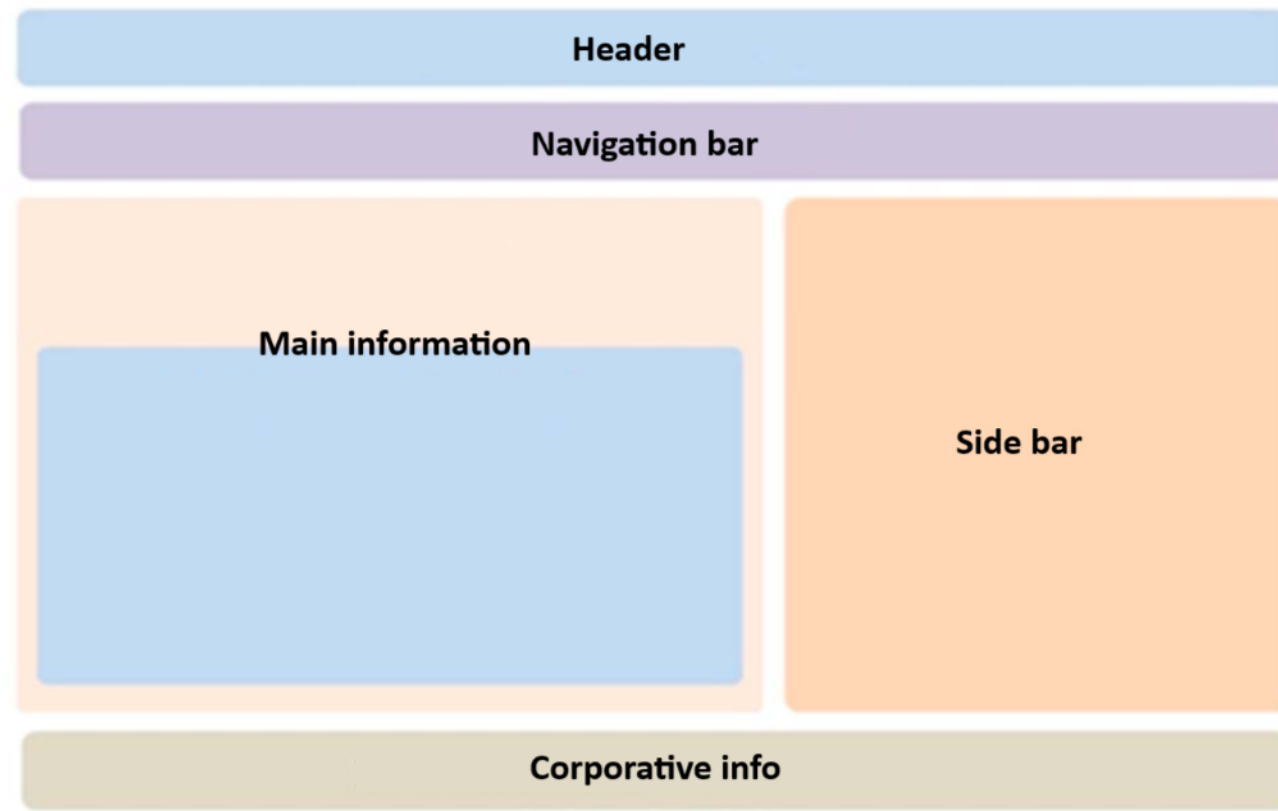 Header
Navigation bar
Main information
Side bar
Corporative info